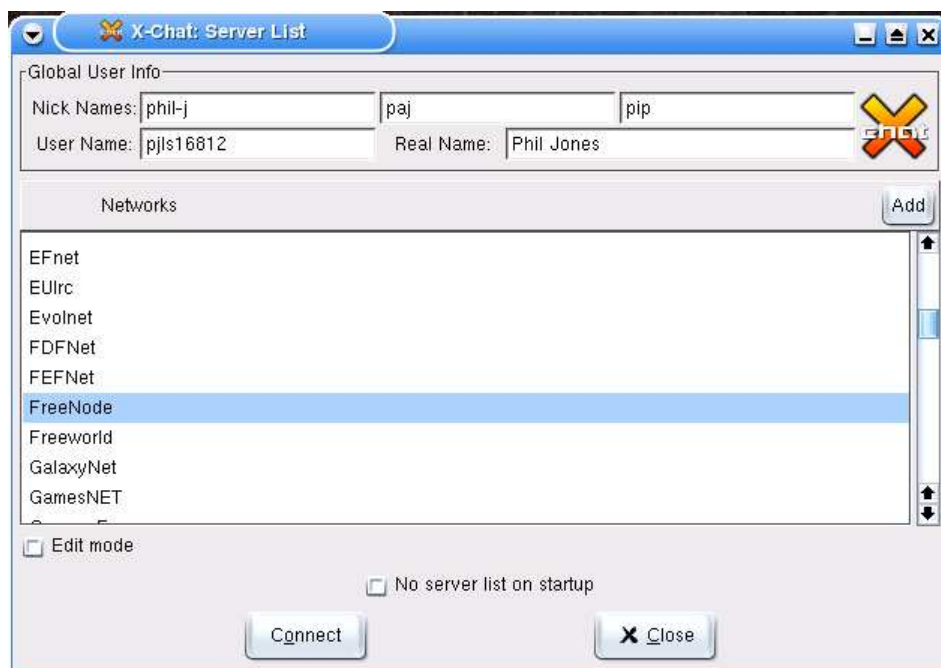 X-Chat: Server List
Global User Info
Nick Names: phil-j paj pip
User Name: pjls16812 Real Name: Phil Jones
chat
Networks Add
EFnet
EUIrc
Evolnet
FDFNet
FEFNet
FreeNode
Freeworld
GalaxyNet
GamesNET
Edit mode
No server list on startup
Connect Close